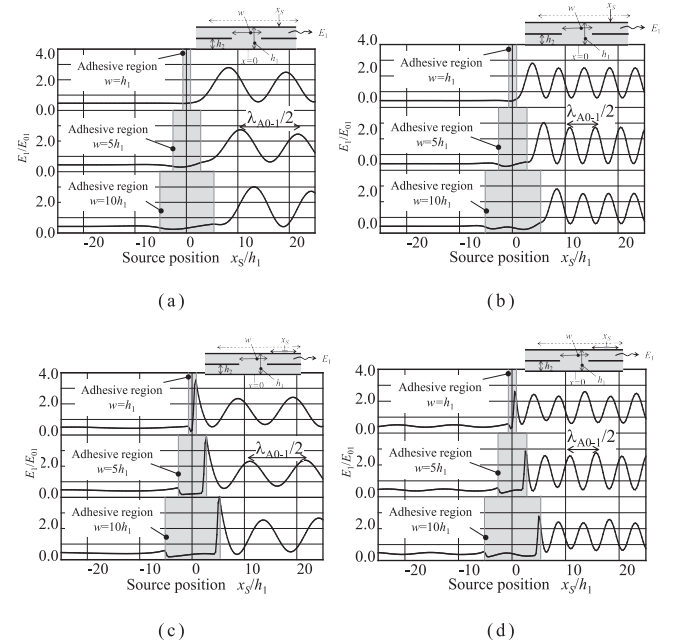 w
x_S
E_1
h_2
x=0
h_1
4.0
2.0
0.0
2.0
0.0
2.0
0.0
E_1/E_01
Adhesive region
w=h_1
Adhesive region
w=5h_1
Adhesive region
w=10h_1
λ_A0-1/2
-20 -10 0 10 20
Source position x_S/h_1
(a)
w
x_S
E_1
h_2
x=0
h_1
4.0
2.0
0.0
2.0
0.0
2.0
0.0
E_1/E_01
Adhesive region
w=h_1
Adhesive region
w=5h_1
Adhesive region
w=10h_1
λ_A0-1/2
-20 -10 0 10 20
Source position x_S/h_1
(b)
w
x_S
E_1
h_2
x=0
h_1
4.0
2.0
0.0
2.0
0.0
2.0
0.0
E_1/E_01
Adhesive region
w=h_1
Adhesive region
w=5h_1
Adhesive region
w=10h_1
λ_A0-1/2
-20 -10 0 10 20
Source position x_S/h_1
(c)
w
x_S
E_1
h_2
x=0
h_1
4.0
2.0
0.0
2.0
0.0
2.0
0.0
E_1/E_01
Adhesive region
w=h_1
Adhesive region
w=5h_1
Adhesive region
w=10h_1
λ_A0-1/2
-20 -10 0 10 20
Source position x_S/h_1
(d)